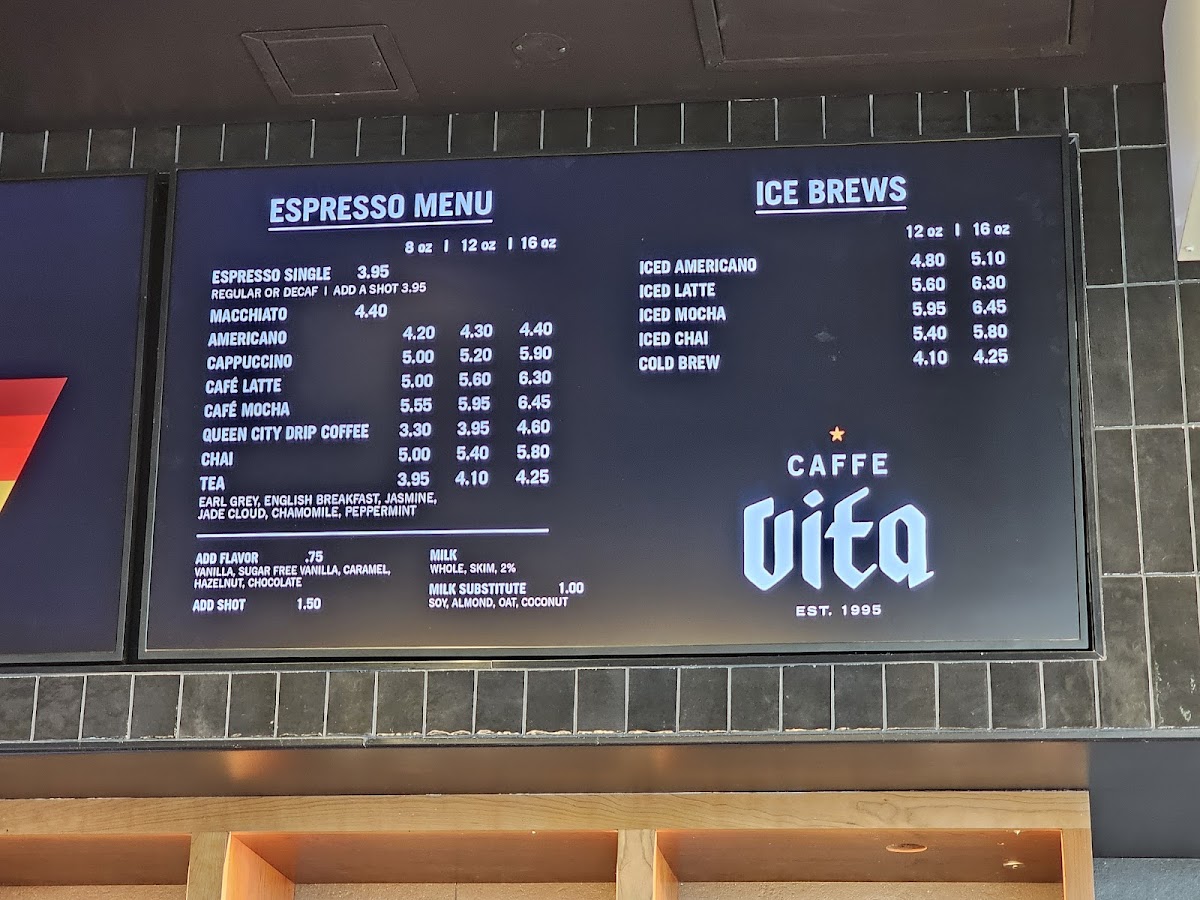 ESPRESSO MENU
8 oz | 12 oz | 16 oz
ESPRESSO SINGLE 3.95
REGULAR OR DECAF | ADD A SHOT 3.95
MACCHIATO 4.40
AMERICANO 4.20 4.30 4.40
CAPPUCCINO 5.00 5.20 5.90
CAFÉ LATTE 5.00 5.60 6.30
CAFÉ MOCHA 5.55 5.95 6.45
QUEEN CITY DRIP COFFEE 3.30 3.95 4.60
CHAI 5.00 5.40 5.80
TEA 3.95 4.10 4.25
EARL GREY, ENGLISH BREAKFAST, JASMINE,
JADE CLOUD, CHAMOMILE, PEPPERMINT
ADD FLAVOR .75
VANILLA, SUGAR FREE VANILLA, CARAMEL,
HAZELNUT, CHOCOLATE
ADD SHOT 1.50
MILK
WHOLE, SKIM, 2%
MILK SUBSTITUTE 1.00
SOY, ALMOND, OAT, COCONUT
ICE BREWS
12 oz | 16 oz
ICED AMERICANO 4.80 5.10
ICED LATTE 5.60 6.30
ICED MOCHA 5.95 6.45
ICED CHAI 5.40 5.80
COLD BREW 4.10 4.25
CAFFE
Vita
EST. 1995